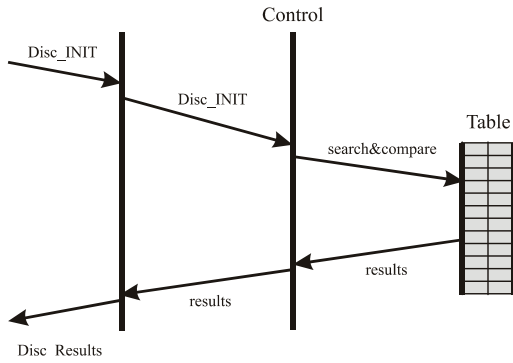 Control
Disc_INIT
Disc_INIT
Table
search&compare
results
results
Disc_Results